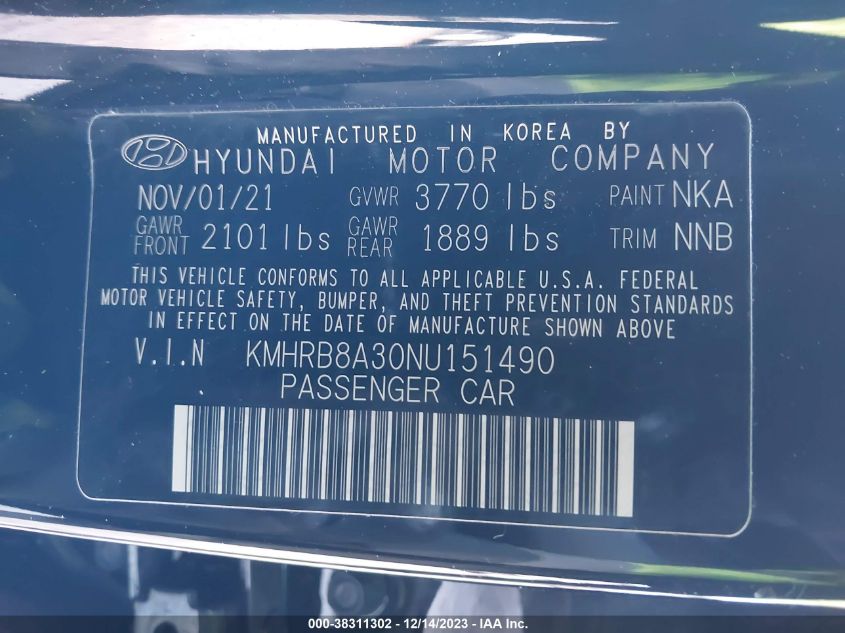 MANUFACTURED IN KOREA BY
HYUNDAI MOTOR COMPANY
NOV/01/21 GVWR 3770 lbs PAINT NKA
GAWR FRONT 2101 lbs GAWR REAR 1889 lbs TRIM NNB
THIS VEHICLE CONFORMS TO ALL APPLICABLE U.S.A. FEDERAL
MOTOR VEHICLE SAFETY, BUMPER, AND THEFT PREVENTION STANDARDS
IN EFFECT ON THE DATE OF MANUFACTURE SHOWN ABOVE
V.I.N KMHRB8A30NU151490
PASSENGER CAR
000-38311302 - 12/14/2023 - IAA Inc.